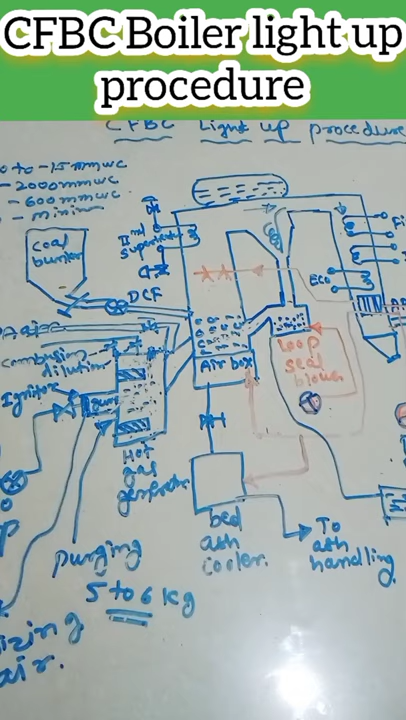 CFBC Boiler light up
procedure
CFBC Light up procedure
to -15 mmwc
- 2000 mmwc
- 600 mmwc
Coal
bunker
IInd
Superheater
DCF
Eco
PA air
Combustion
dilution
Ignitor
Air box
Loop
seal
blower
Hot
gas
generator
bed
ash
cooler.
To
ash
handling
Purging
5 to 6 kg
air.